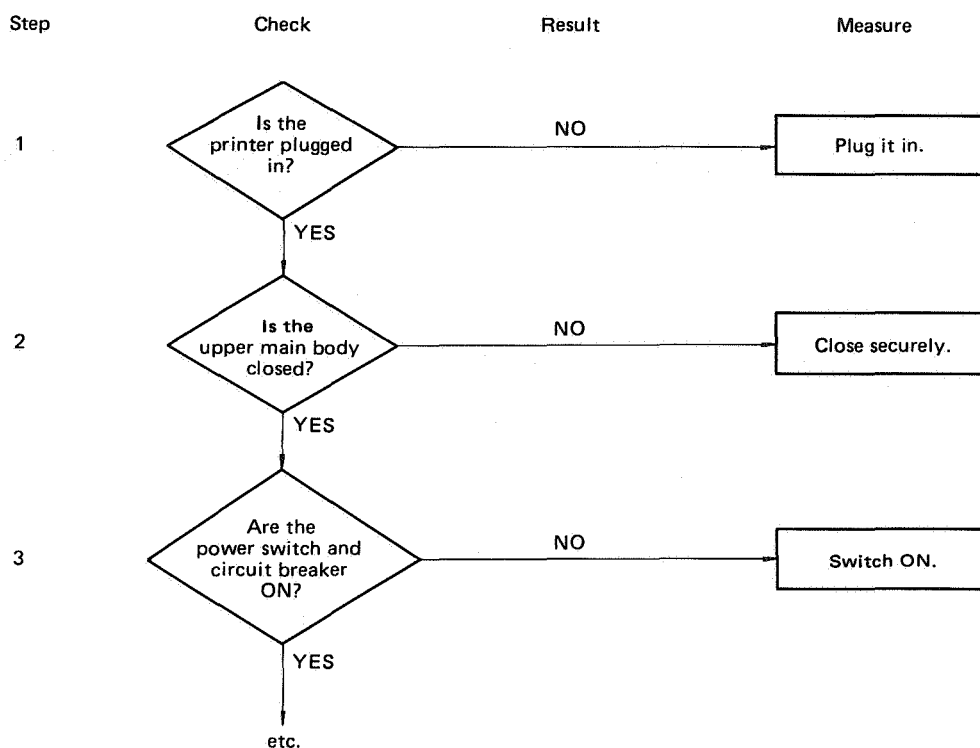 Step Check Result Measure
1
Is the
printer plugged
in?
NO
Plug it in.
YES
2
Is the
upper main body
closed?
NO
Close securely.
YES
3
Are the
power switch and
circuit breaker
ON?
NO
Switch ON.
YES
etc.